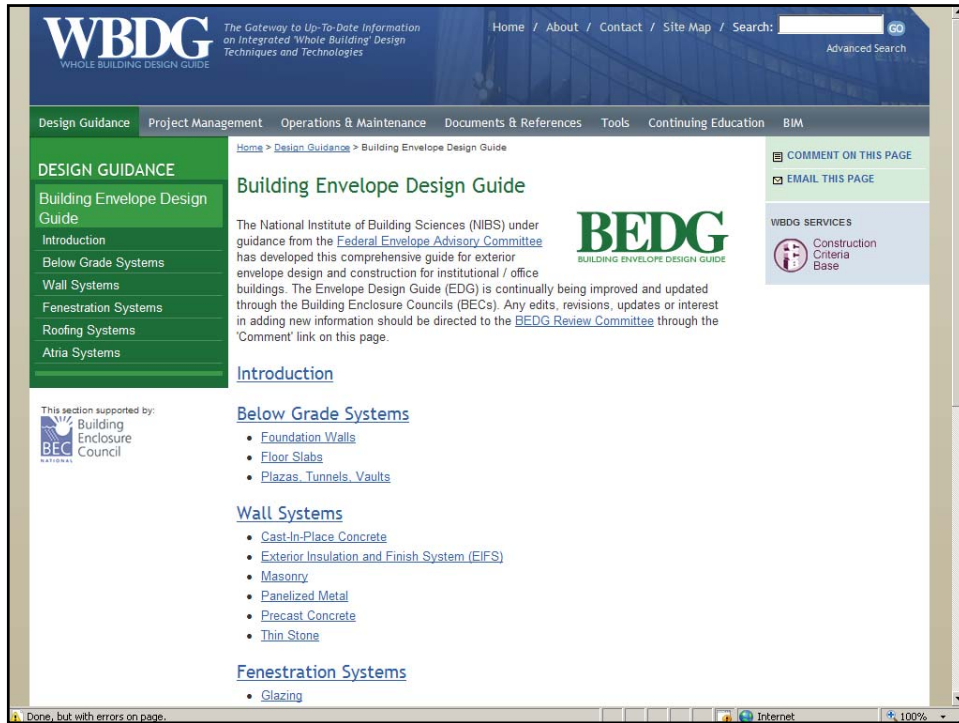 WBDG
WHOLE BUILDING DESIGN GUIDE
The Gateway to Up-To-Date Information
on Integrated 'Whole Building' Design
Techniques and Technologies
Home / About / Contact / Site Map / Search: GO
Advanced Search
Design Guidance Project Management Operations & Maintenance Documents & References Tools Continuing Education BIM
DESIGN GUIDANCE
Building Envelope Design
Guide
Introduction
Below Grade Systems
Wall Systems
Fenestration Systems
Roofing Systems
Atria Systems
This section supported by:
Building
Enclosure
Council
BEC
NATIONAL
Home > Design Guidance > Building Envelope Design Guide
Building Envelope Design Guide
BEDG
BUILDING ENVELOPE DESIGN GUIDE
The National Institute of Building Sciences (NIBS) under
guidance from the Federal Envelope Advisory Committee
has developed this comprehensive guide for exterior
envelope design and construction for institutional / office
buildings. The Envelope Design Guide (EDG) is continually being improved and updated
through the Building Enclosure Councils (BECs). Any edits, revisions, updates or interest
in adding new information should be directed to the BEDG Review Committee through the
'Comment' link on this page.
Introduction
Below Grade Systems
Foundation Walls
Floor Slabs
Plazas, Tunnels, Vaults
Wall Systems
Cast-In-Place Concrete
Exterior Insulation and Finish System (EIFS)
Masonry
Panelized Metal
Precast Concrete
Thin Stone
Fenestration Systems
Glazing
COMMENT ON THIS PAGE
EMAIL THIS PAGE
WBDG SERVICES
Construction
Criteria
Base
Done, but with errors on page.
Internet
100%